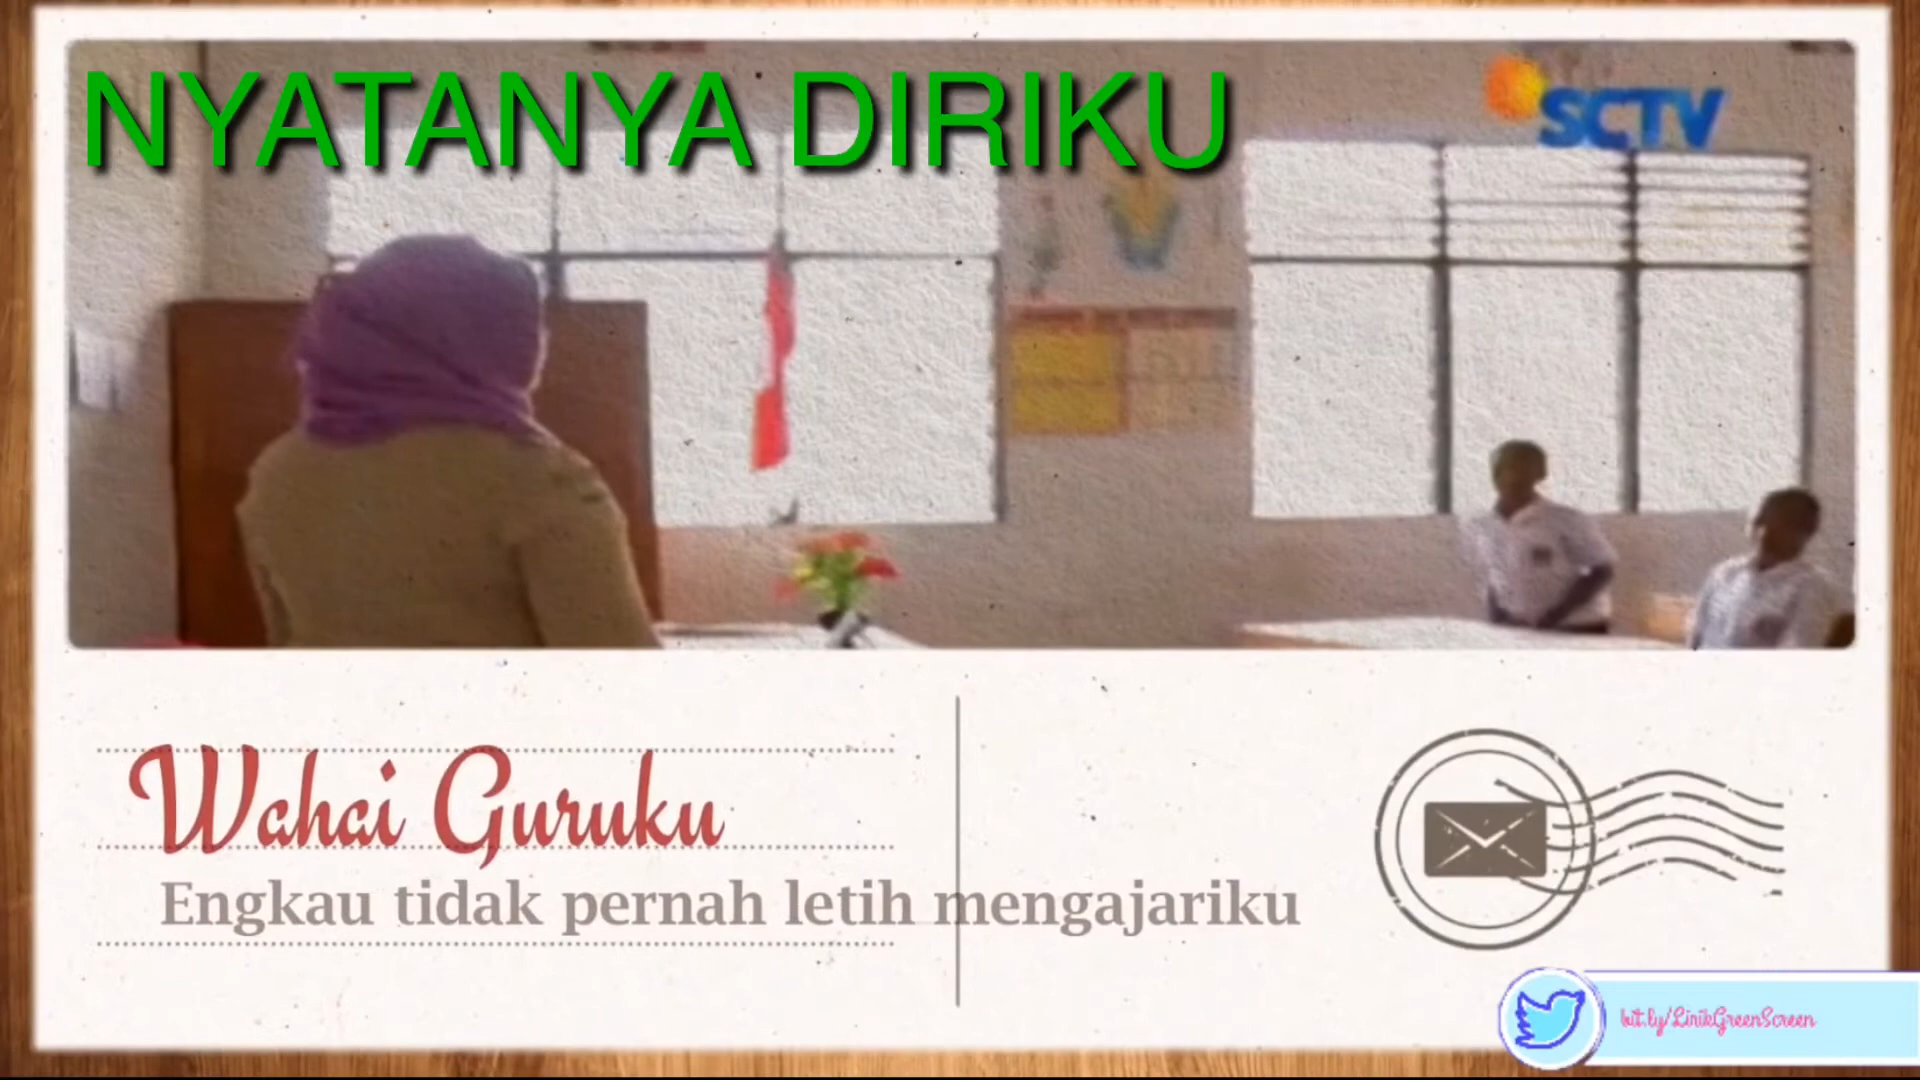 NYATANYA DIRIKU
SCTV
Wahai Guruku
Engkau tidak pernah letih mengajariku
bit.ly/LirikGreenScreen